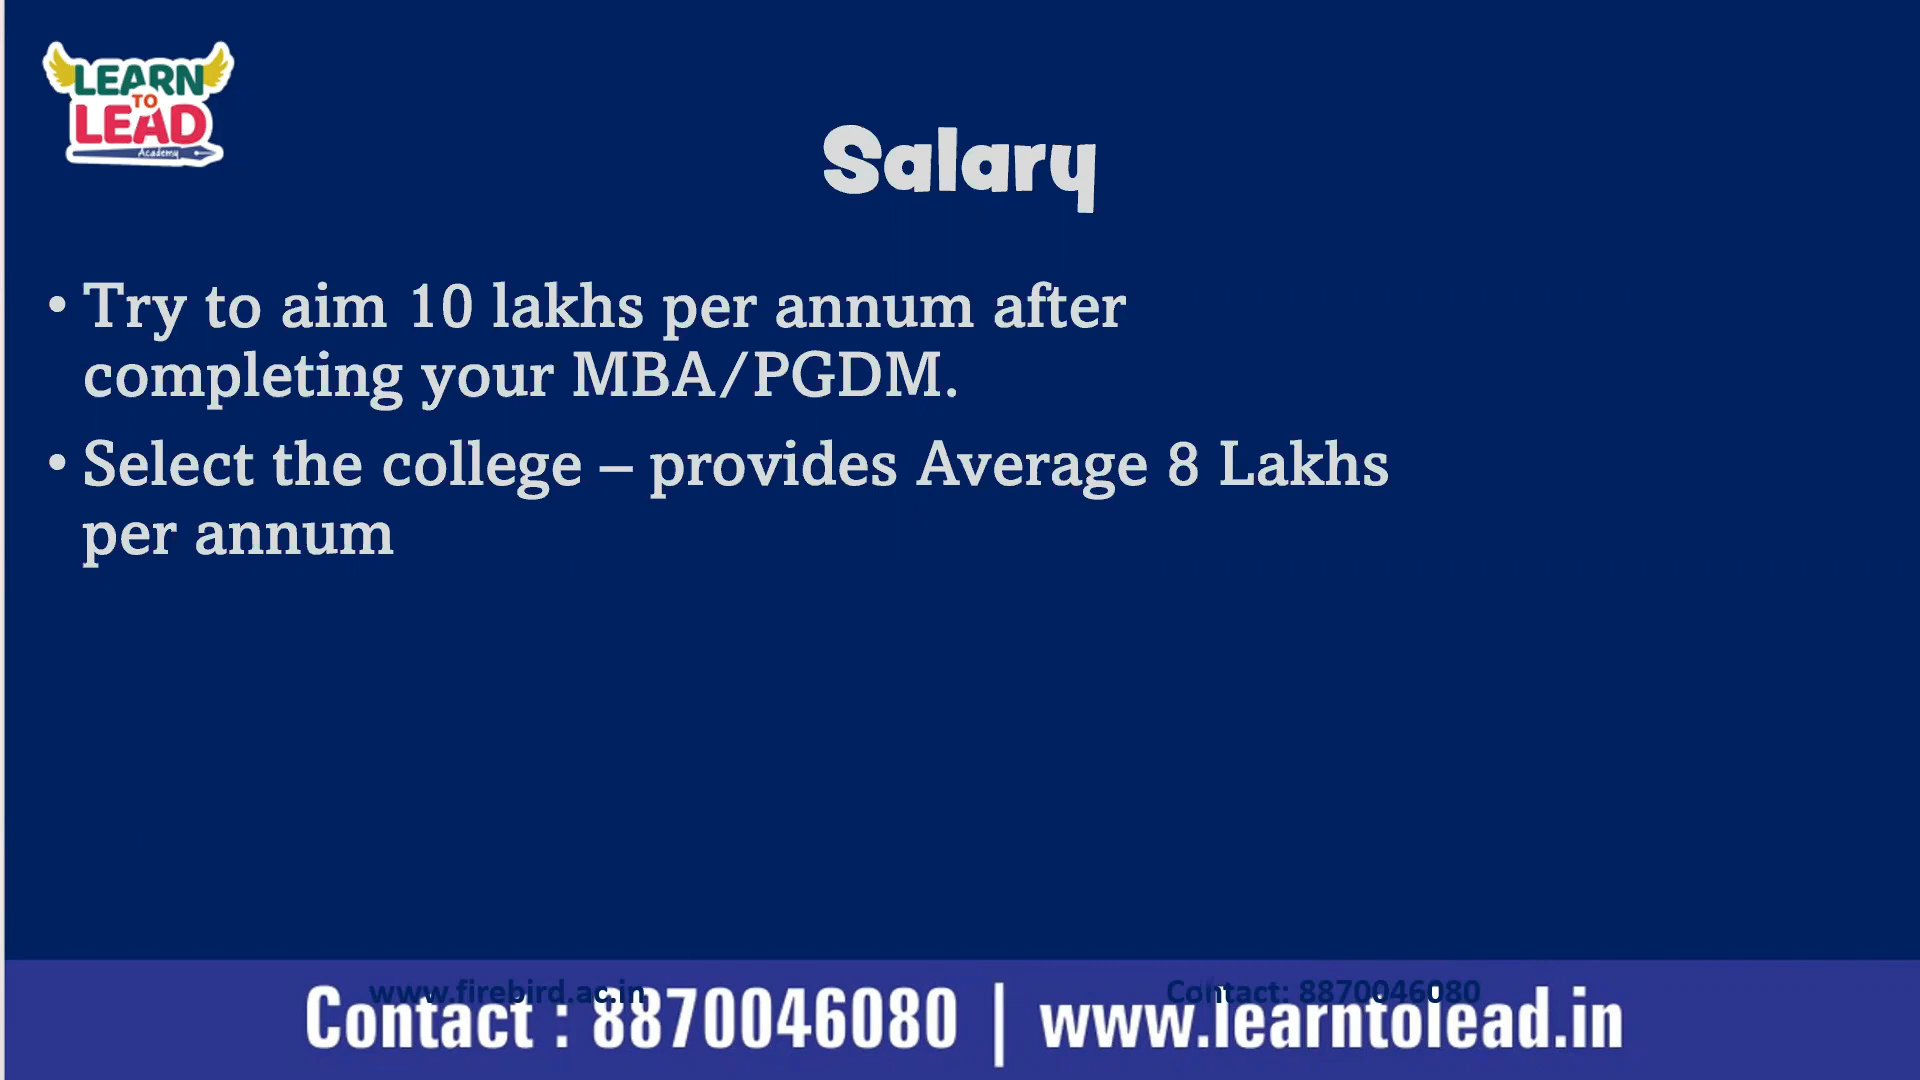 LEARN
TO
LEAD
Academy
Salary
• Try to aim 10 lakhs per annum after
completing your MBA/PGDM.
• Select the college – provides Average 8 Lakhs
per annum
www.firebird.ac.in
Contact: 8870046080
Contact : 8870046080 | www.learntolead.in